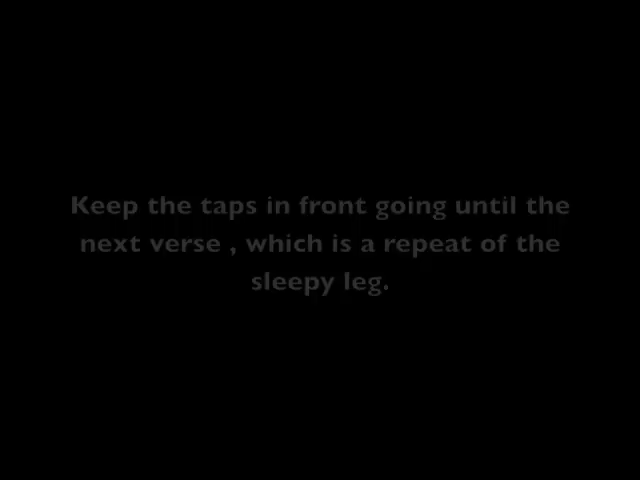 Keep the taps in front going until the
next verse , which is a repeat of the
sleepy leg.